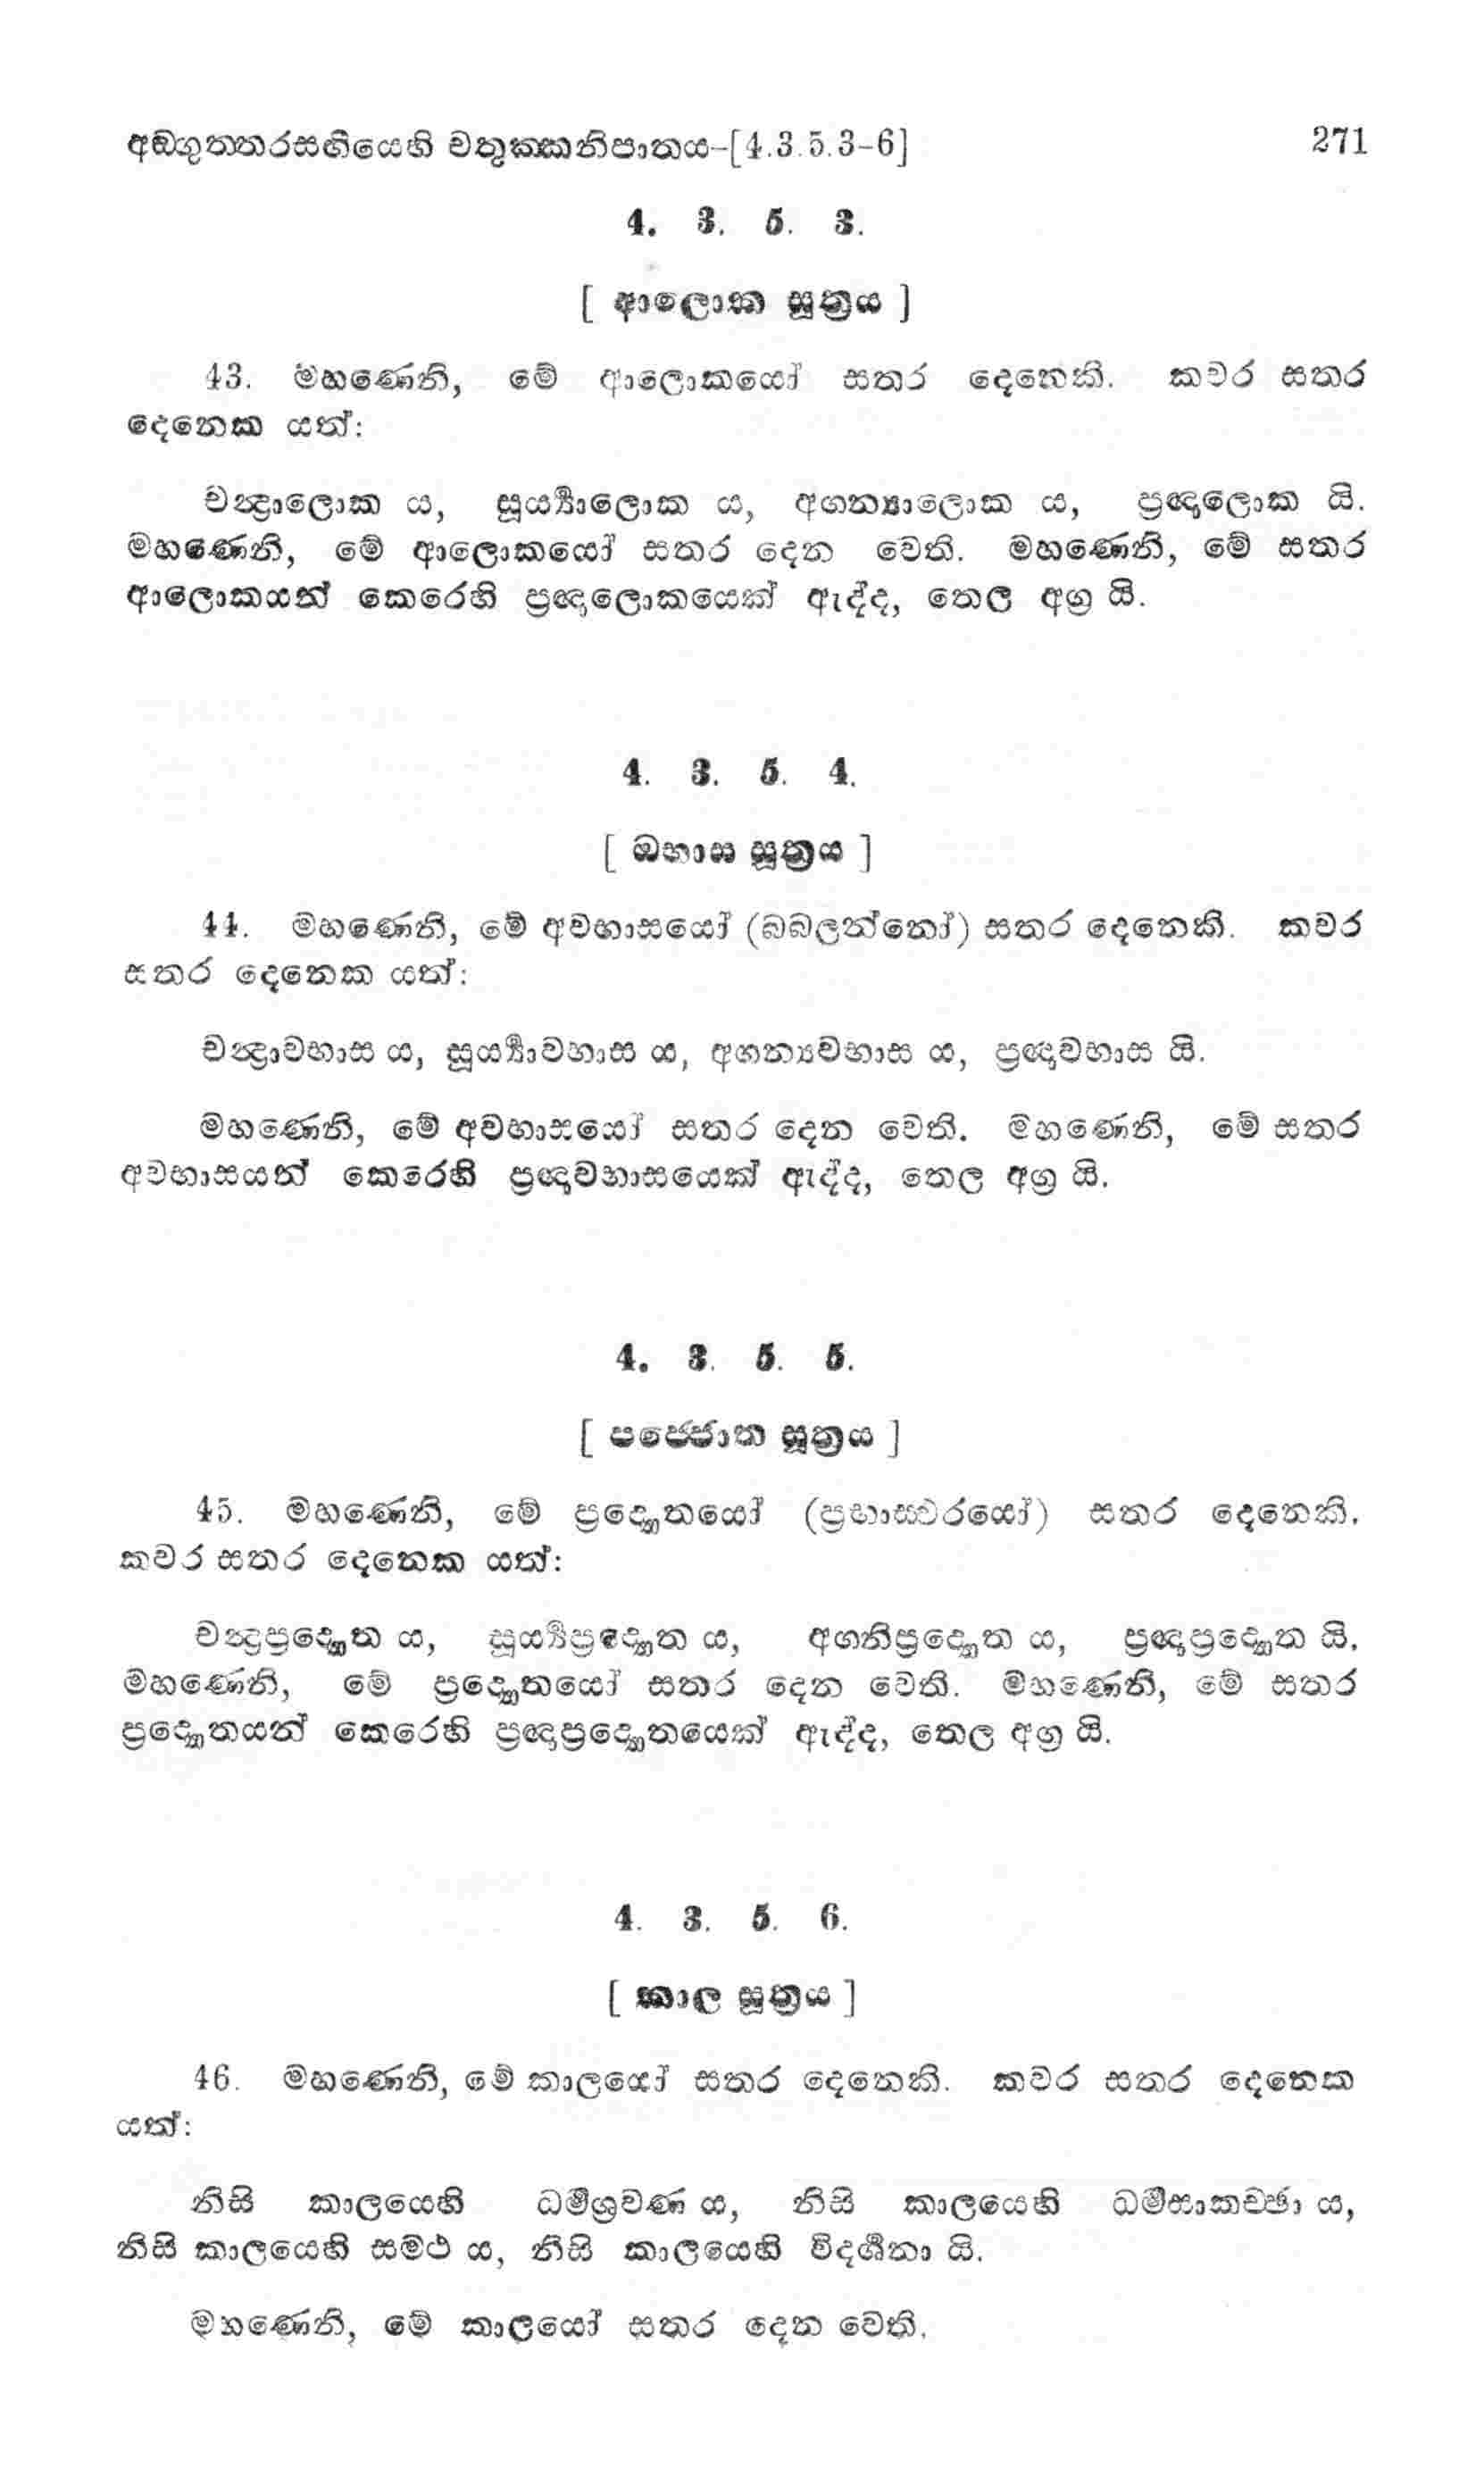 අඞ්ගුත්තරසඟියෙහි චතුක්කනිපාතය-[4.3.5.3-6] 271
4. 3. 5. 3.
[ ආලොක සූත්‍රය ]
43. මහණෙනි, මේ ආලොකයෝ සතර දෙනෙකි. කවර සතර
දෙනෙක යත්:
චන්ද්‍රාලොක ය, සූර්‍ය්‍යාලොක ය, අග්න්‍යාලොක ය, ප්‍රඥාලොක යි.
මහණෙනි, මේ ආලොකයෝ සතර දෙන වෙති. මහණෙනි, මේ සතර
ආලොකයන් කෙරෙහි ප්‍රඥාලොකයෙක් ඇද්ද, තෙල අග්‍ර යි.
4. 3. 5. 4.
[ ඔභාස සූත්‍රය ]
44. මහණෙනි, මේ අවභාසයෝ (බබලන්නෝ) සතර දෙනෙකි. කවර
සතර දෙනෙක යත්:
චන්ද්‍රාවභාස ය, සූර්‍ය්‍යාවභාස ය, අග්න්‍යවභාස ය, ප්‍රඥාවභාස යි.
මහණෙනි, මේ අවභාසයෝ සතර දෙන වෙති. මහණෙනි, මේ සතර
අවභාසයන් කෙරෙහි ප්‍රඥාවභාසයෙක් ඇද්ද, තෙල අග්‍ර යි.
4. 3. 5. 5.
[ පජ්ජොත සූත්‍රය ]
45. මහණෙනි, මේ ප්‍රද්‍යොතයෝ (ප්‍රභාස්වරයෝ) සතර දෙනෙකි.
කවර සතර දෙනෙක යත්:
චන්ද්‍රප්‍රද්‍යොත ය, සූර්‍ය්‍යප්‍රද්‍යොත ය, අග්නිප්‍රද්‍යොත ය, ප්‍රඥාප්‍රද්‍යොත යි.
මහණෙනි, මේ ප්‍රද්‍යොතයෝ සතර දෙන වෙති. මහණෙනි, මේ සතර
ප්‍රද්‍යොතයන් කෙරෙහි ප්‍රඥාප්‍රද්‍යොතයෙක් ඇද්ද, තෙල අග්‍ර යි.
4. 3. 5. 6.
[ කාල සූත්‍රය ]
46. මහණෙනි, මේ කාලයෝ සතර දෙනෙකි. කවර සතර දෙනෙක
යත්:
නිසි කාලයෙහි ධර්‍මශ්‍රවණ ය, නිසි කාලයෙහි ධර්‍මසාකච්ඡා ය,
නිසි කාලයෙහි සමථ ය, නිසි කාලයෙහි විදර්‍ශනා යි.
මහණෙනි, මේ කාලයෝ සතර දෙන වෙති.